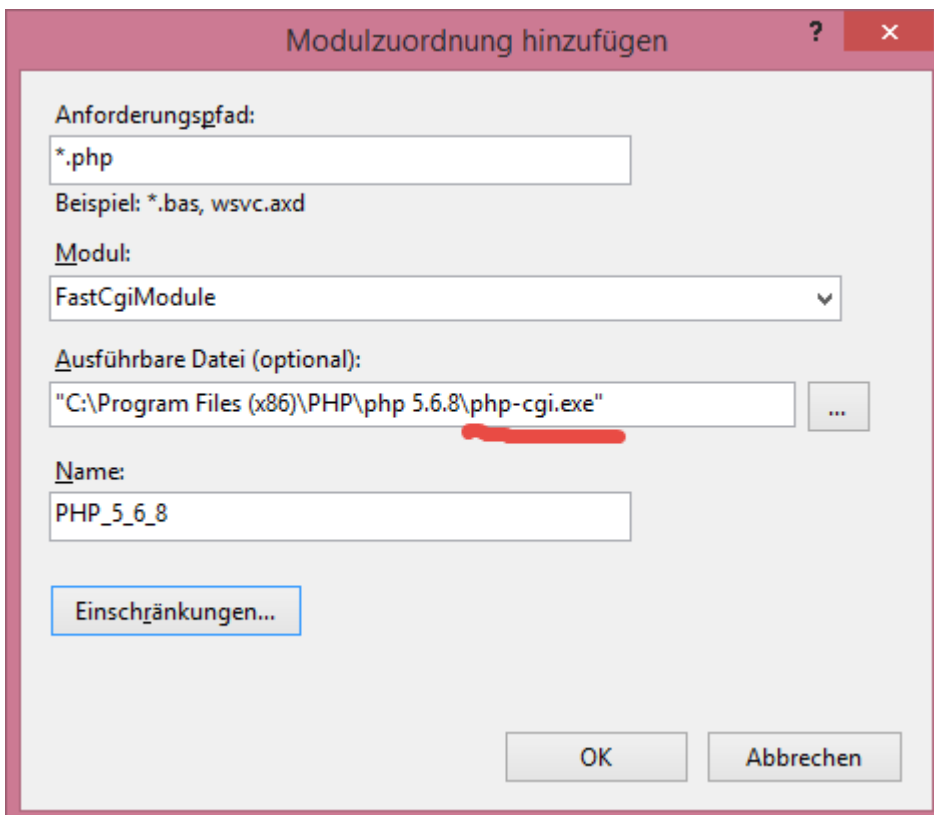 Modulzuordnung hinzufügen
?
×
Anforderungspfad:
*.php
Beispiel: *.bas, wsvc.axd
Modul:
FastCgiModule
Ausführbare Datei (optional):
"C:\Program Files (x86)\PHP\php 5.6.8\php-cgi.exe"
...
Name:
PHP_5_6_8
Einschränkungen...
OK
Abbrechen